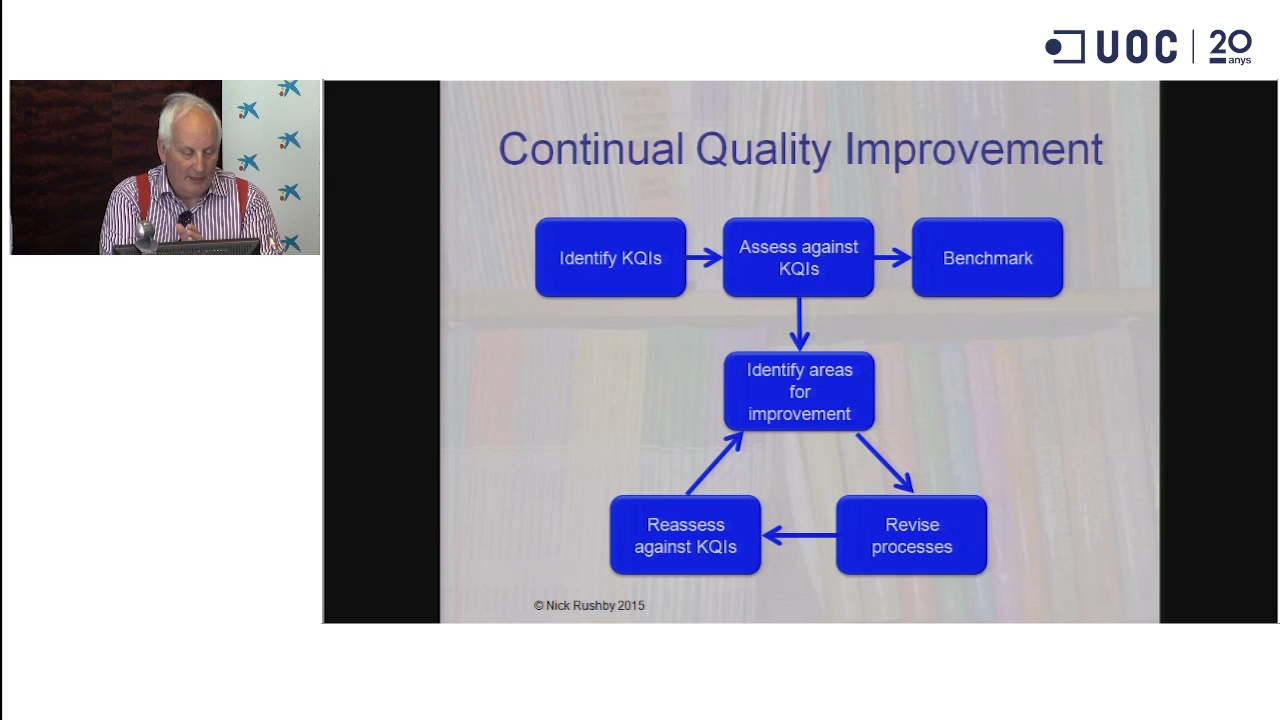 UOC
20
anys
Continual Quality Improvement
Identify KQIs
Assess against
KQIs
Benchmark
Identify areas
for
improvement
Reassess
against KQIs
Revise
processes
© Nick Rushby 2015